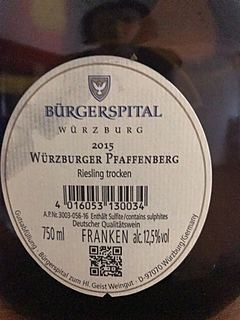 BÜRGERSPITAL
WÜRZBURG
2015
WÜRZBURGER PFAFFENBERG
Riesling trocken
4 016053 130034
A.P.Nr. 3003-056-16 Enthält Sulfite/contains sulphites
Deutscher Qualitätswein
750 ml FRANKEN alc. 12,5% vol
Gutsabfüllung · Bürgerspital zum Hl. Geist Weingut · D-97070 Würzburg/Germany